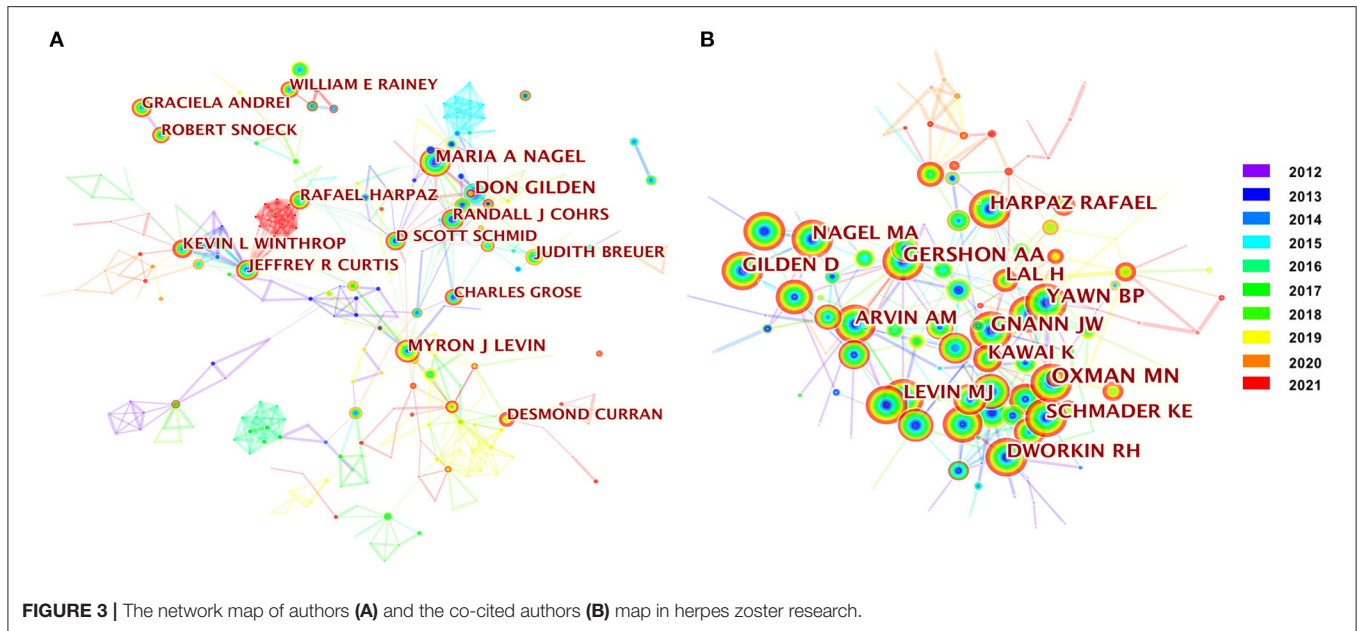 A
WILLIAM E RAINEY
GRACIELA ANDREI
ROBERT SNOECK
MARIA A NAGEL
DON GILDEN
RAFAEL HARPAZ
RANDALL J COHRS
D SCOTT SCHMID
KEVIN L WINTHROP
JUDITH BREUER
JEFFREY R CURTIS
CHARLES GROSE
MYRON J LEVIN
DESMOND CURRAN
B
HARPAZ RAFAEL
NAGEL MA
GERSHON AA
GILDEN D
LAL H
YAWN BP
ARVIN AM
GNANN JW
KAWAI K
OXMAN MN
LEVIN MJ
SCHMADER KE
DWORKIN RH
2012
2013
2014
2015
2016
2017
2018
2019
2020
2021
FIGURE 3 | The network map of authors (A) and the co-cited authors (B) map in herpes zoster research.